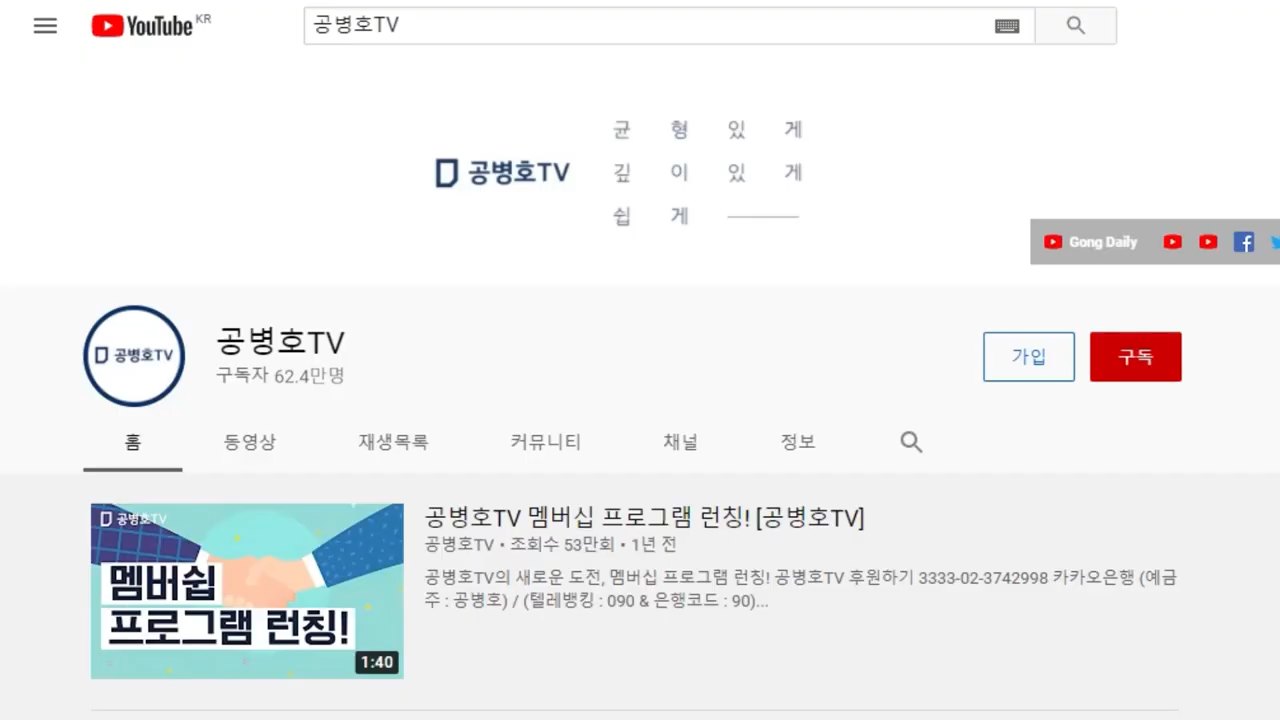 YouTube KR
공병호TV
공병호TV
균형있게
깊이있게
쉽게
Gong Daily
공병호TV
공병호TV
구독자 62.4만명
가입
구독
홈
동영상
재생목록
커뮤니티
채널
정보
공병호TV
멤버쉽
프로그램 런칭!
1:40
공병호TV 멤버십 프로그램 런칭! [공병호TV]
공병호TV • 조회수 53만회 • 1년 전
공병호TV의 새로운 도전, 멤버십 프로그램 런칭! 공병호TV 후원하기 3333-02-3742998 카카오은행 (예금
주 : 공병호) / (텔레뱅킹 : 090 & 은행코드 : 90)...